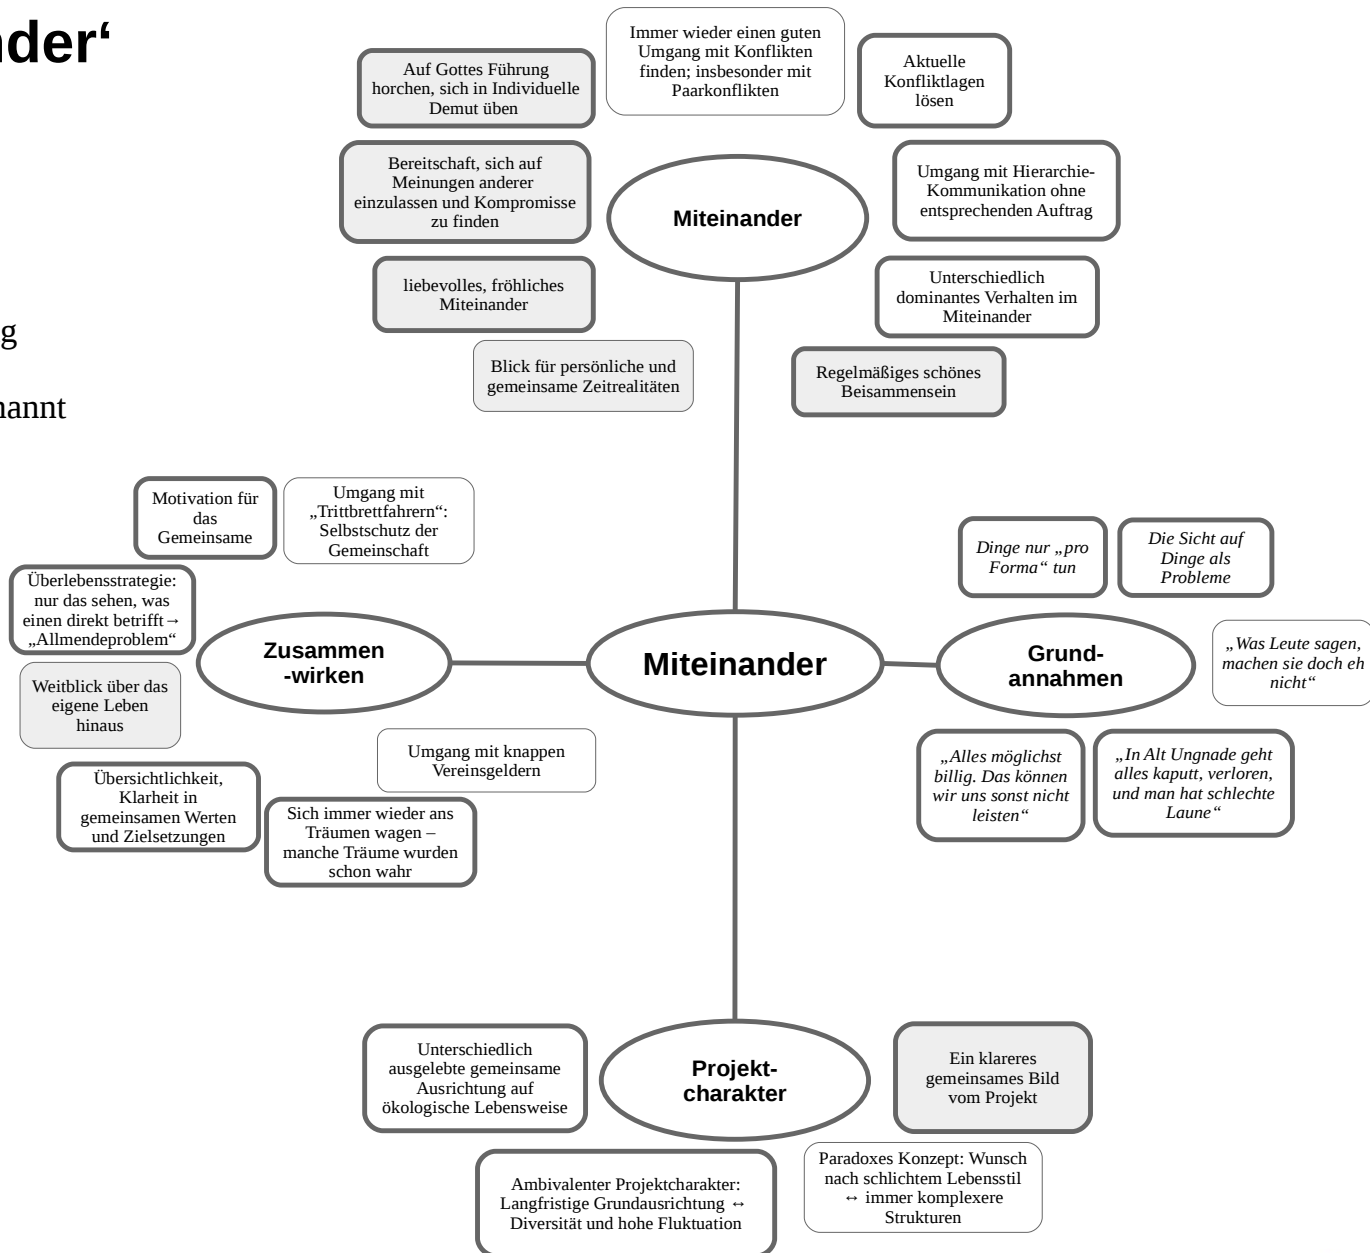 nder‘
g
nannt
Immer wieder einen guten
Umgang mit Konflikten
finden; insbesonder mit
Paarkonflikten
Auf Gottes Führung
horchen, sich in Individuelle
Demut üben
Aktuelle
Konfliktlagen
lösen
Bereitschaft, sich auf
Meinungen anderer
einzulassen und Kompromisse
zu finden
Miteinander
Umgang mit Hierarchie-
Kommunikation ohne
entsprechenden Auftrag
liebevolles, fröhliches
Miteinander
Unterschiedlich
dominantes Verhalten im
Miteinander
Blick für persönliche und
gemeinsame Zeitrealitäten
Regelmäßiges schönes
Beisammensein
Motivation für
das
Gemeinsame
Umgang mit
„Trittbrettfahrern“:
Selbstschutz der
Gemeinschaft
Überlebensstrategie:
nur das sehen, was
einen direkt betrifft→
„Allmendeproblem“
Zusammen
-wirken
Weitblick über das
eigene Leben
hinaus
Umgang mit knappen
Vereinsgeldern
Übersichtlichkeit,
Klarheit in
gemeinsamen Werten
und Zielsetzungen
Sich immer wieder ans
Träumen wagen –
manche Träume wurden
schon wahr
Miteinander
Dinge nur „pro
Forma“ tun
Die Sicht auf
Dinge als
Probleme
Grund-
annahmen
„Was Leute sagen,
machen sie doch eh
nicht“
„Alles möglichst
billig. Das können
wir uns sonst nicht
leisten“
„In Alt Ungnade geht
alles kaputt, verloren,
und man hat schlechte
Laune“
Unterschiedlich
ausgelebte gemeinsame
Ausrichtung auf
ökologische Lebensweise
Projekt-
charakter
Ein klareres
gemeinsames Bild
vom Projekt
Ambivalenter Projektcharakter:
Langfristige Grundausrichtung ↔
Diversität und hohe Fluktuation
Paradoxes Konzept: Wunsch
nach schlichtem Lebensstil
↔ immer komplexere
Strukturen